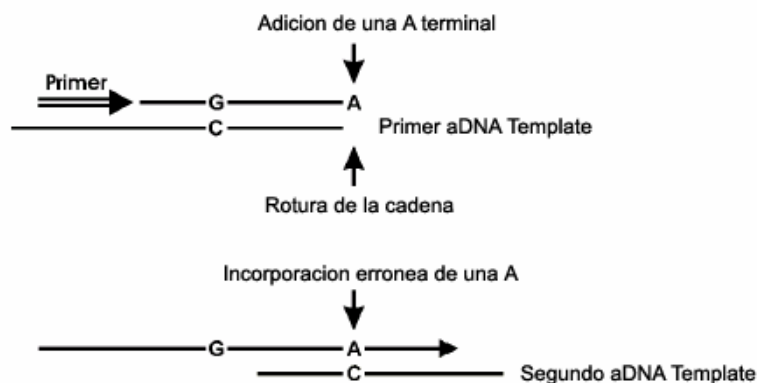 Adicion de una A terminal
Primer
G A
C Primer aDNA Template
Rotura de la cadena
Incorporacion erronea de una A
G A
C Segundo aDNA Template